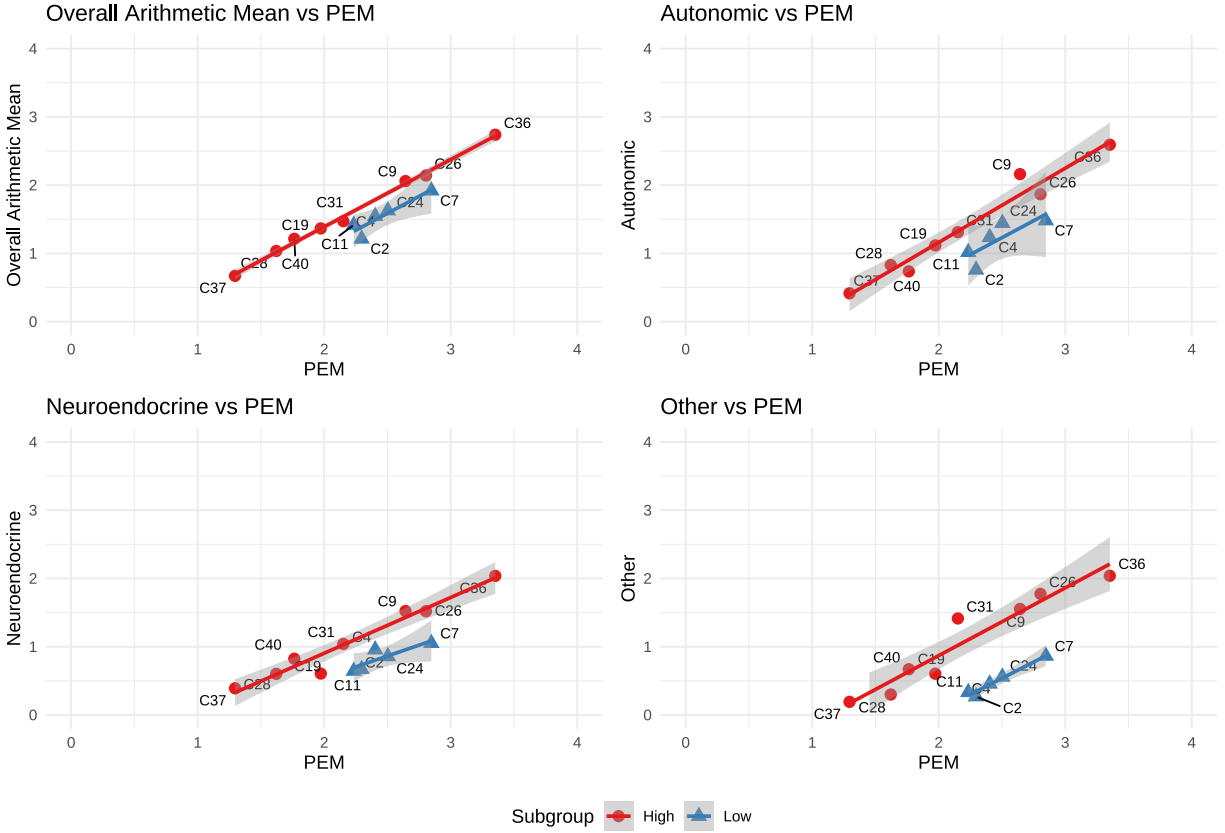 Overall Arithmetic Mean vs PEM
Overall Arithmetic Mean
4
3
2
1
0
C36
C9
C26
C31
C24
C7
C19
C4
C11
C2
C28
C40
C37
0 1 2 3 4
PEM
Autonomic vs PEM
Autonomic
4
3
2
1
0
C9
C36
C26
C24
C31
C7
C19
C4
C11
C28
C2
C40
C37
0 1 2 3 4
PEM
Neuroendocrine vs PEM
Neuroendocrine
4
3
2
1
0
C36
C9
C26
C31
C4
C7
C40
C19
C2
C24
C28
C11
C37
0 1 2 3 4
PEM
Other vs PEM
Other
4
3
2
1
0
C36
C26
C31
C9
C7
C40
C19
C24
C11
C4
C28
C2
C37
0 1 2 3 4
PEM
Subgroup High Low